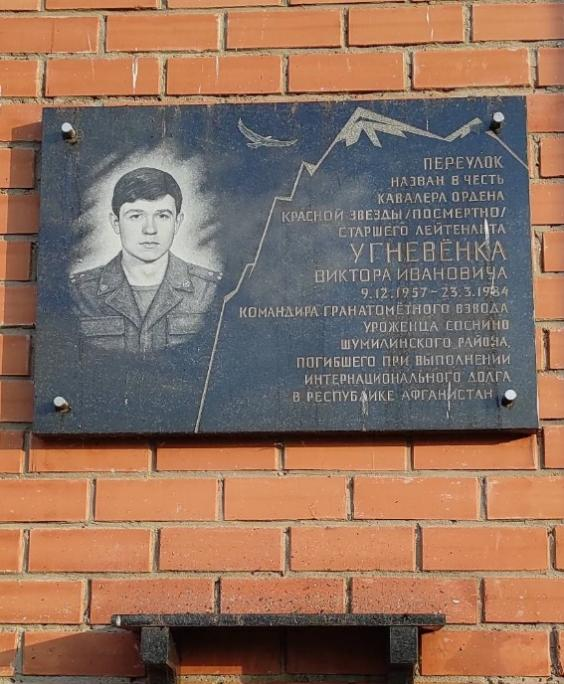 ПЕРЕУЛОК
НАЗВАН В ЧЕСТЬ
КАВАЛЕРА ОРДЕНА
КРАСНОЙ ЗВЕЗДЫ/ПОСМЕРТНО/
СТАРШЕГО ЛЕЙТЕНАНТА
УГНЕВЁНКА
ВИКТОРА ИВАНОВИЧА
9.12.1957-23.3.1984
КОМАНДИРА ГРАНАТОМЁТНОГО ВЗВОДА
УРОЖЕНЦА СОСНИНО
ШУМИЛИНСКОГО РАЙОНА,
ПОГИБШЕГО ПРИ ВЫПОЛНЕНИИ
ИНТЕРНАЦИОНАЛЬНОГО ДОЛГА
В РЕСПУБЛИКЕ АФГАНИСТАН